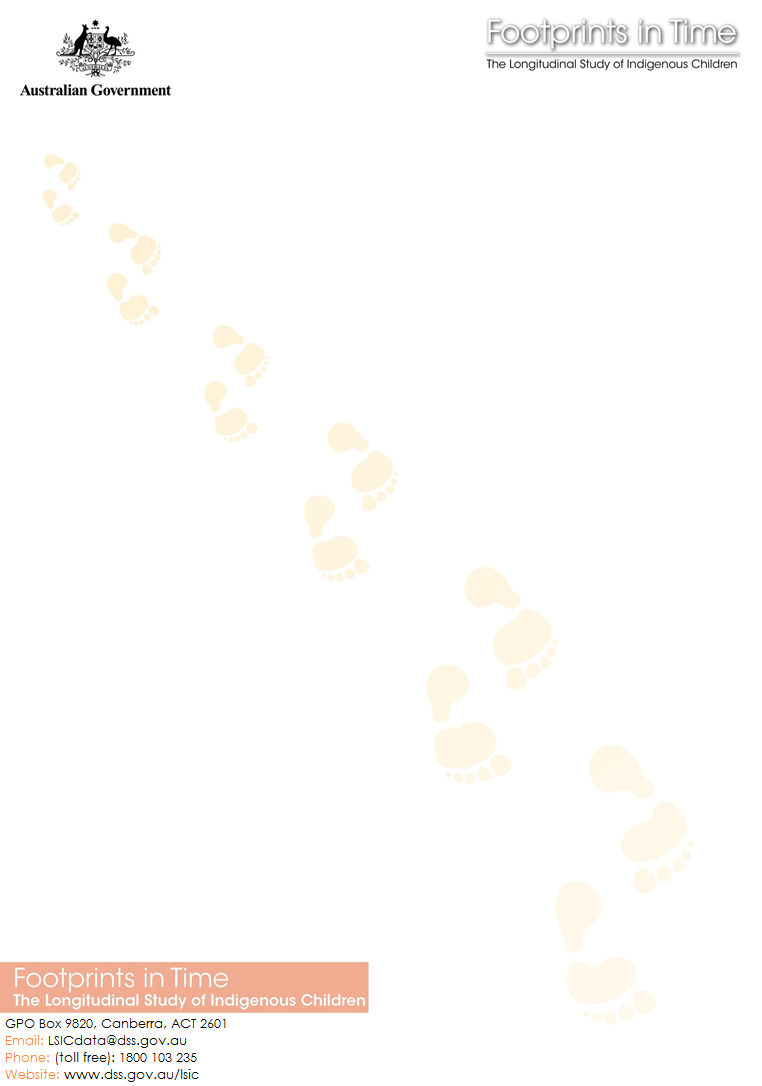 Australian Government
Footprints in Time
The Longitudinal Study of Indigenous Children
Footprints in Time
The Longitudinal Study of Indigenous Children
GPO Box 9820, Canberra, ACT 2601
Email: LSICdata@dss.gov.au
Phone: (toll free): 1800 103 235
Website: www.dss.gov.au/lsic